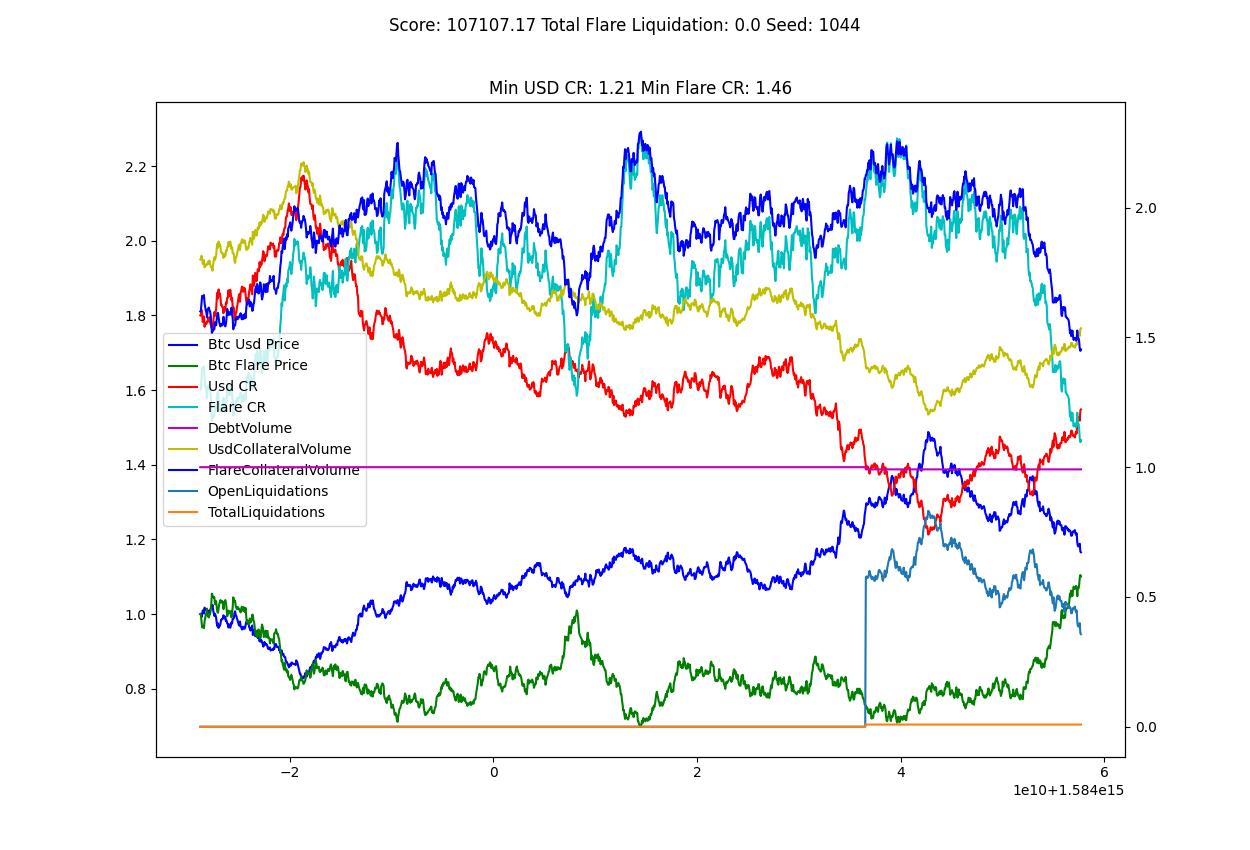 Score: 107107.17 Total Flare Liquidation: 0.0 Seed: 1044
Min USD CR: 1.21 Min Flare CR: 1.46
2.2
2.0
1.8
1.6
1.4
1.2
1.0
0.8
Btc Usd Price
Btc Flare Price
Usd CR
Flare CR
DebtVolume
UsdCollateralVolume
FlareCollateralVolume
OpenLiquidations
TotalLiquidations
2.0
1.5
1.0
0.5
0.0
−2
0
2
4
6
1e10+1.584e15